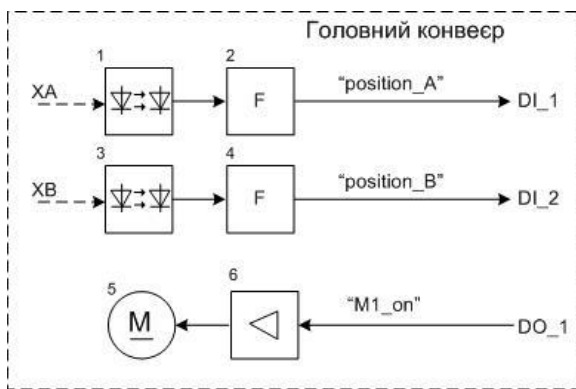 Головний конвеєр
1
2
XA
F
“position_A”
DI_1
3
4
XB
F
“position_B”
DI_2
5
6
M
“M1_on”
DO_1